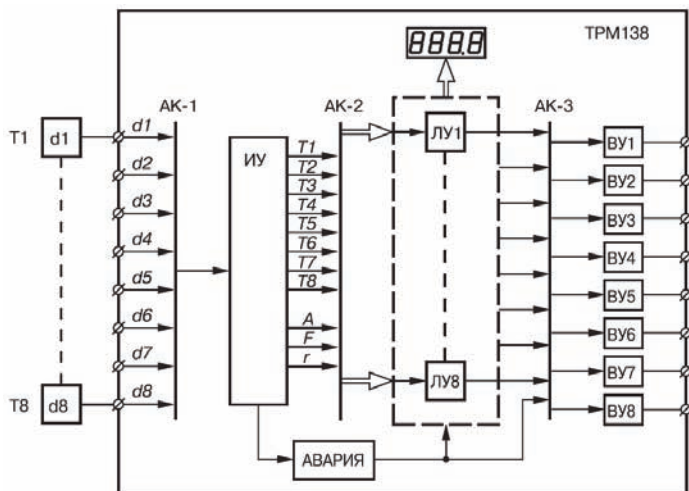 ТРМ138
888.8
АК-1
АК-2
АК-3
Т1
d1
d1
d2
d3
d4
d5
d6
d7
d8
Т8
d8
ИУ
T1
T2
T3
T4
T5
T6
T7
T8
A
F
r
ЛУ1
ЛУ8
АВАРИЯ
ВУ1
ВУ2
ВУ3
ВУ4
ВУ5
ВУ6
ВУ7
ВУ8